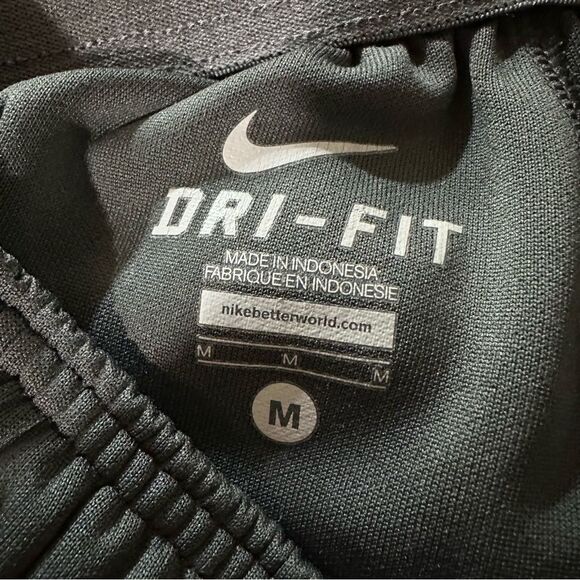 DRI-FIT
MADE IN INDONESIA
FABRIQUE EN INDONESIE
nikebetterworld.com
M M M
M